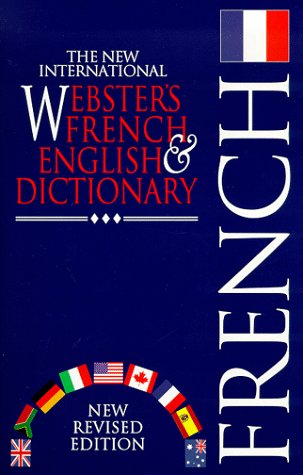 THE NEW
INTERNATIONAL
WEBSTER'S
FRENCH &
ENGLISH
DICTIONARY
NEW
REVISED
EDITION
FRENCH